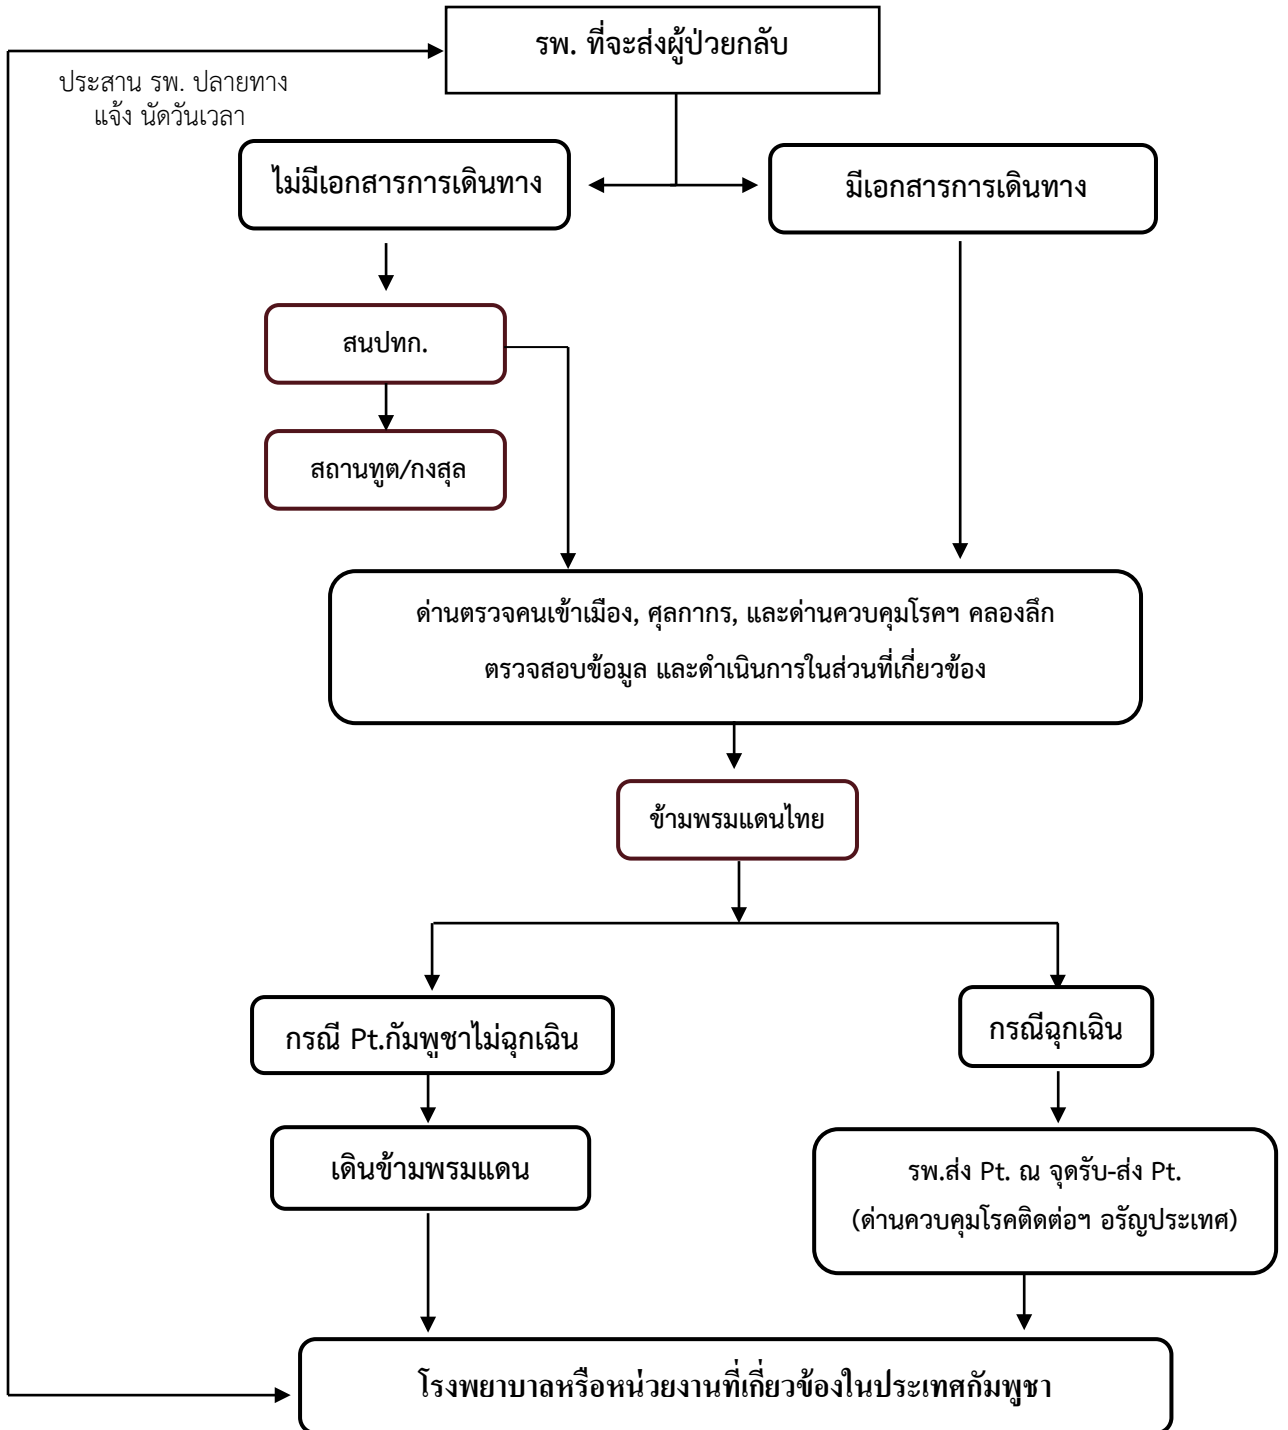 รพ. ที่จะส่งผู้ป่วยกลับ
ประสาน รพ. ปลายทาง
แจ้ง นัดวันเวลา
ไม่มีเอกสารการเดินทาง
มีเอกสารการเดินทาง
สนปทก.
สถานทูต/กงสุล
ด่านตรวจคนเข้าเมือง, ศุลกากร, และด่านควบคุมโรคฯ คลองลึก
ตรวจสอบข้อมูล และดำเนินการในส่วนที่เกี่ยวข้อง
ข้ามพรมแดนไทย
กรณี Pt.กัมพูชาไม่ฉุกเฉิน
กรณีฉุกเฉิน
เดินข้ามพรมแดน
รพ.ส่ง Pt. ณ จุดรับ-ส่ง Pt.
(ด่านควบคุมโรคติดต่อฯ อรัญประเทศ)
โรงพยาบาลหรือหน่วยงานที่เกี่ยวข้องในประเทศกัมพูชา